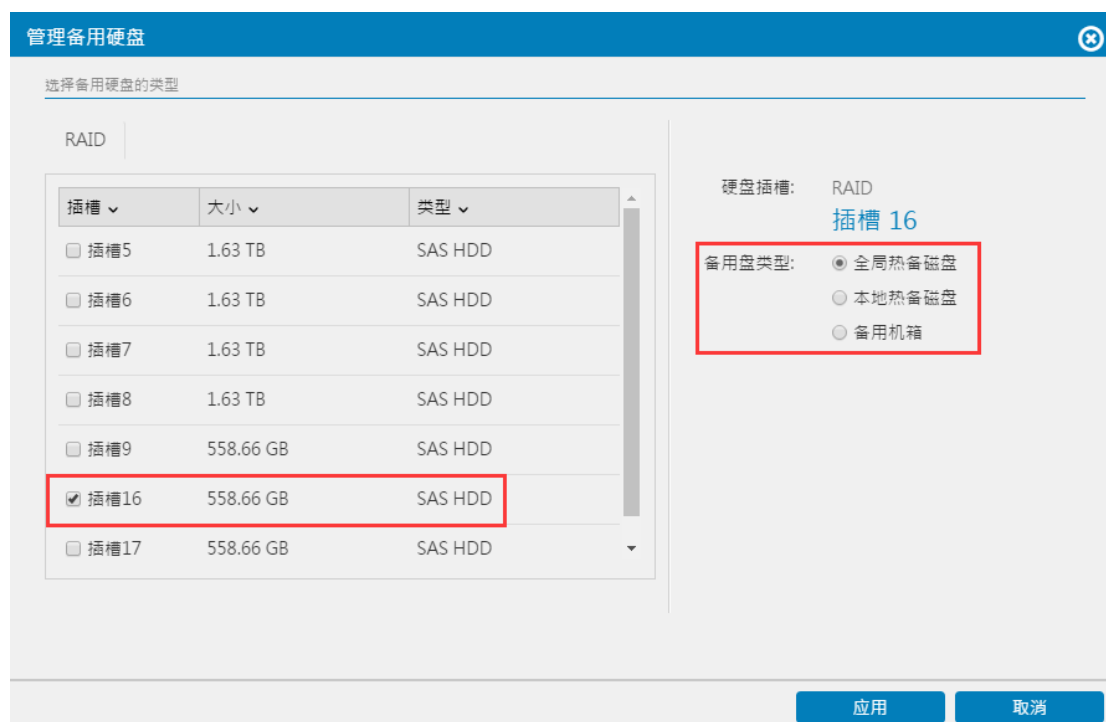 管理备用硬盘
选择备用硬盘的类型
RAID
插槽 大小 类型
插槽5 1.63 TB SAS HDD
插槽6 1.63 TB SAS HDD
插槽7 1.63 TB SAS HDD
插槽8 1.63 TB SAS HDD
插槽9 558.66 GB SAS HDD
插槽16 558.66 GB SAS HDD
插槽17 558.66 GB SAS HDD
硬盘插槽: RAID
插槽 16
备用盘类型: 全局热备磁盘
本地热备磁盘
备用机箱
应用 取消